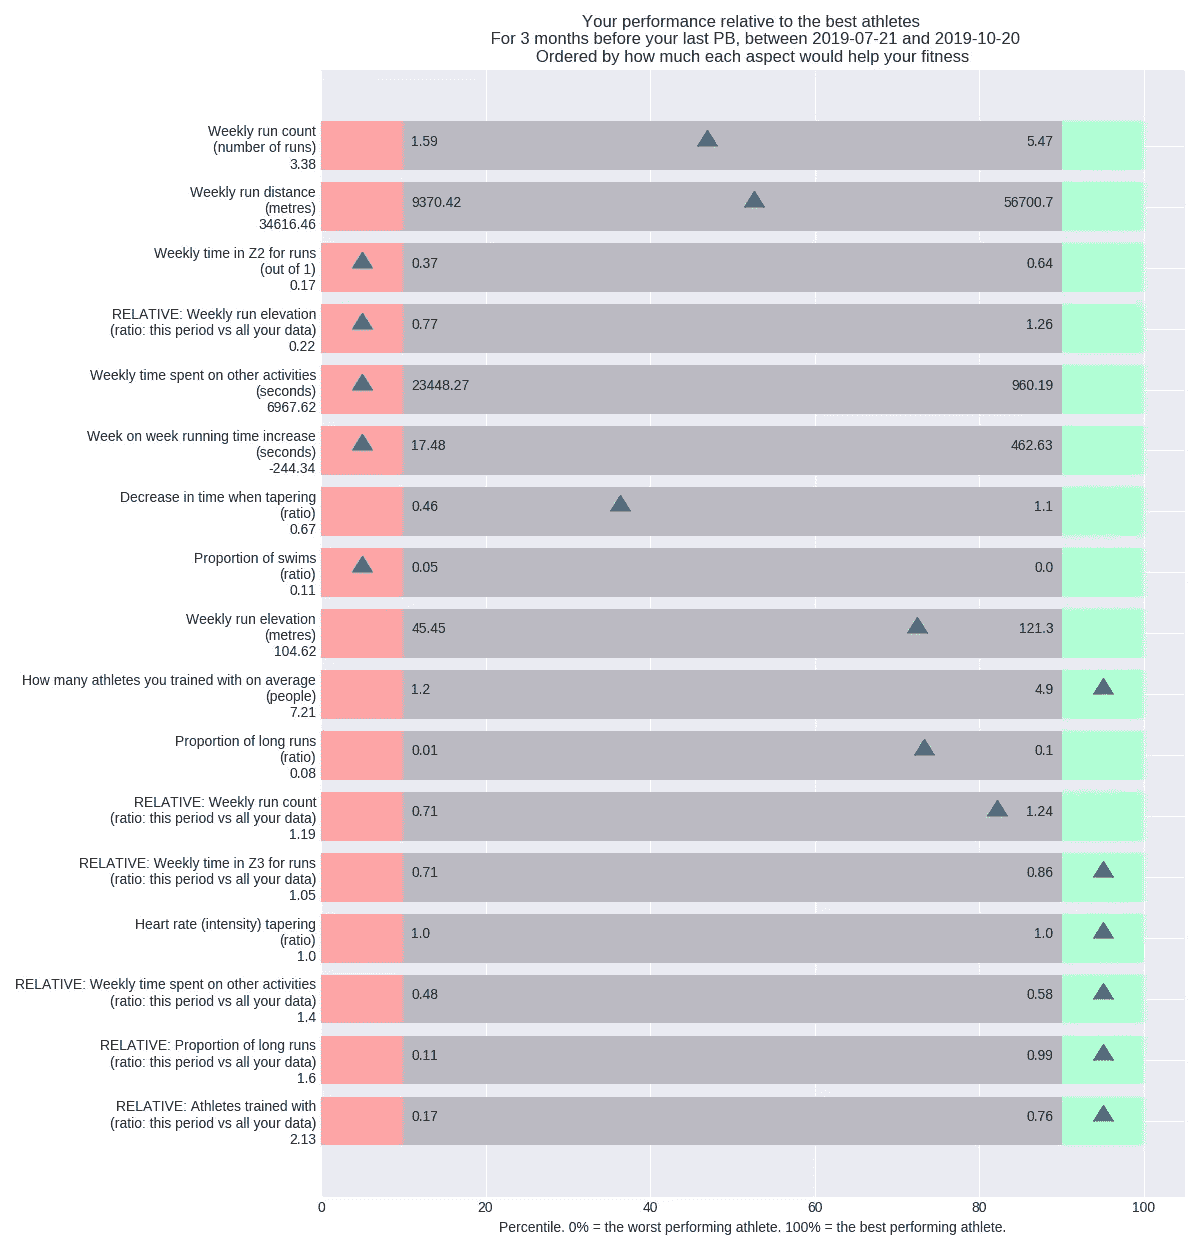 Your performance relative to the best athletes
For 3 months before your last PB, between 2019-07-21 and 2019-10-20
Ordered by how much each aspect would help your fitness
Weekly run count
(number of runs)
3.38
1.59
5.47
Weekly run distance
(metres)
34616.46
9370.42
56700.7
Weekly time in Z2 for runs
(out of 1)
0.17
0.37
0.64
RELATIVE: Weekly run elevation
(ratio: this period vs all your data)
0.22
0.77
1.26
Weekly time spent on other activities
(seconds)
6967.62
23448.27
960.19
Week on week running time increase
(seconds)
-244.34
17.48
462.63
Decrease in time when tapering
(ratio)
0.67
0.46
1.1
Proportion of swims
(ratio)
0.11
0.05
0.0
Weekly run elevation
(metres)
104.62
45.45
121.3
How many athletes you trained with on average
(people)
7.21
1.2
4.9
Proportion of long runs
(ratio)
0.08
0.01
0.1
RELATIVE: Weekly run count
(ratio: this period vs all your data)
1.19
0.71
1.24
RELATIVE: Weekly time in Z3 for runs
(ratio: this period vs all your data)
1.05
0.71
0.86
Heart rate (intensity) tapering
(ratio)
1.0
1.0
1.0
RELATIVE: Weekly time spent on other activities
(ratio: this period vs all your data)
1.4
0.48
0.58
RELATIVE: Proportion of long runs
(ratio: this period vs all your data)
1.6
0.11
0.99
RELATIVE: Athletes trained with
(ratio: this period vs all your data)
2.13
0.17
0.76
0 20 40 60 80 100
Percentile. 0% = the worst performing athlete. 100% = the best performing athlete.